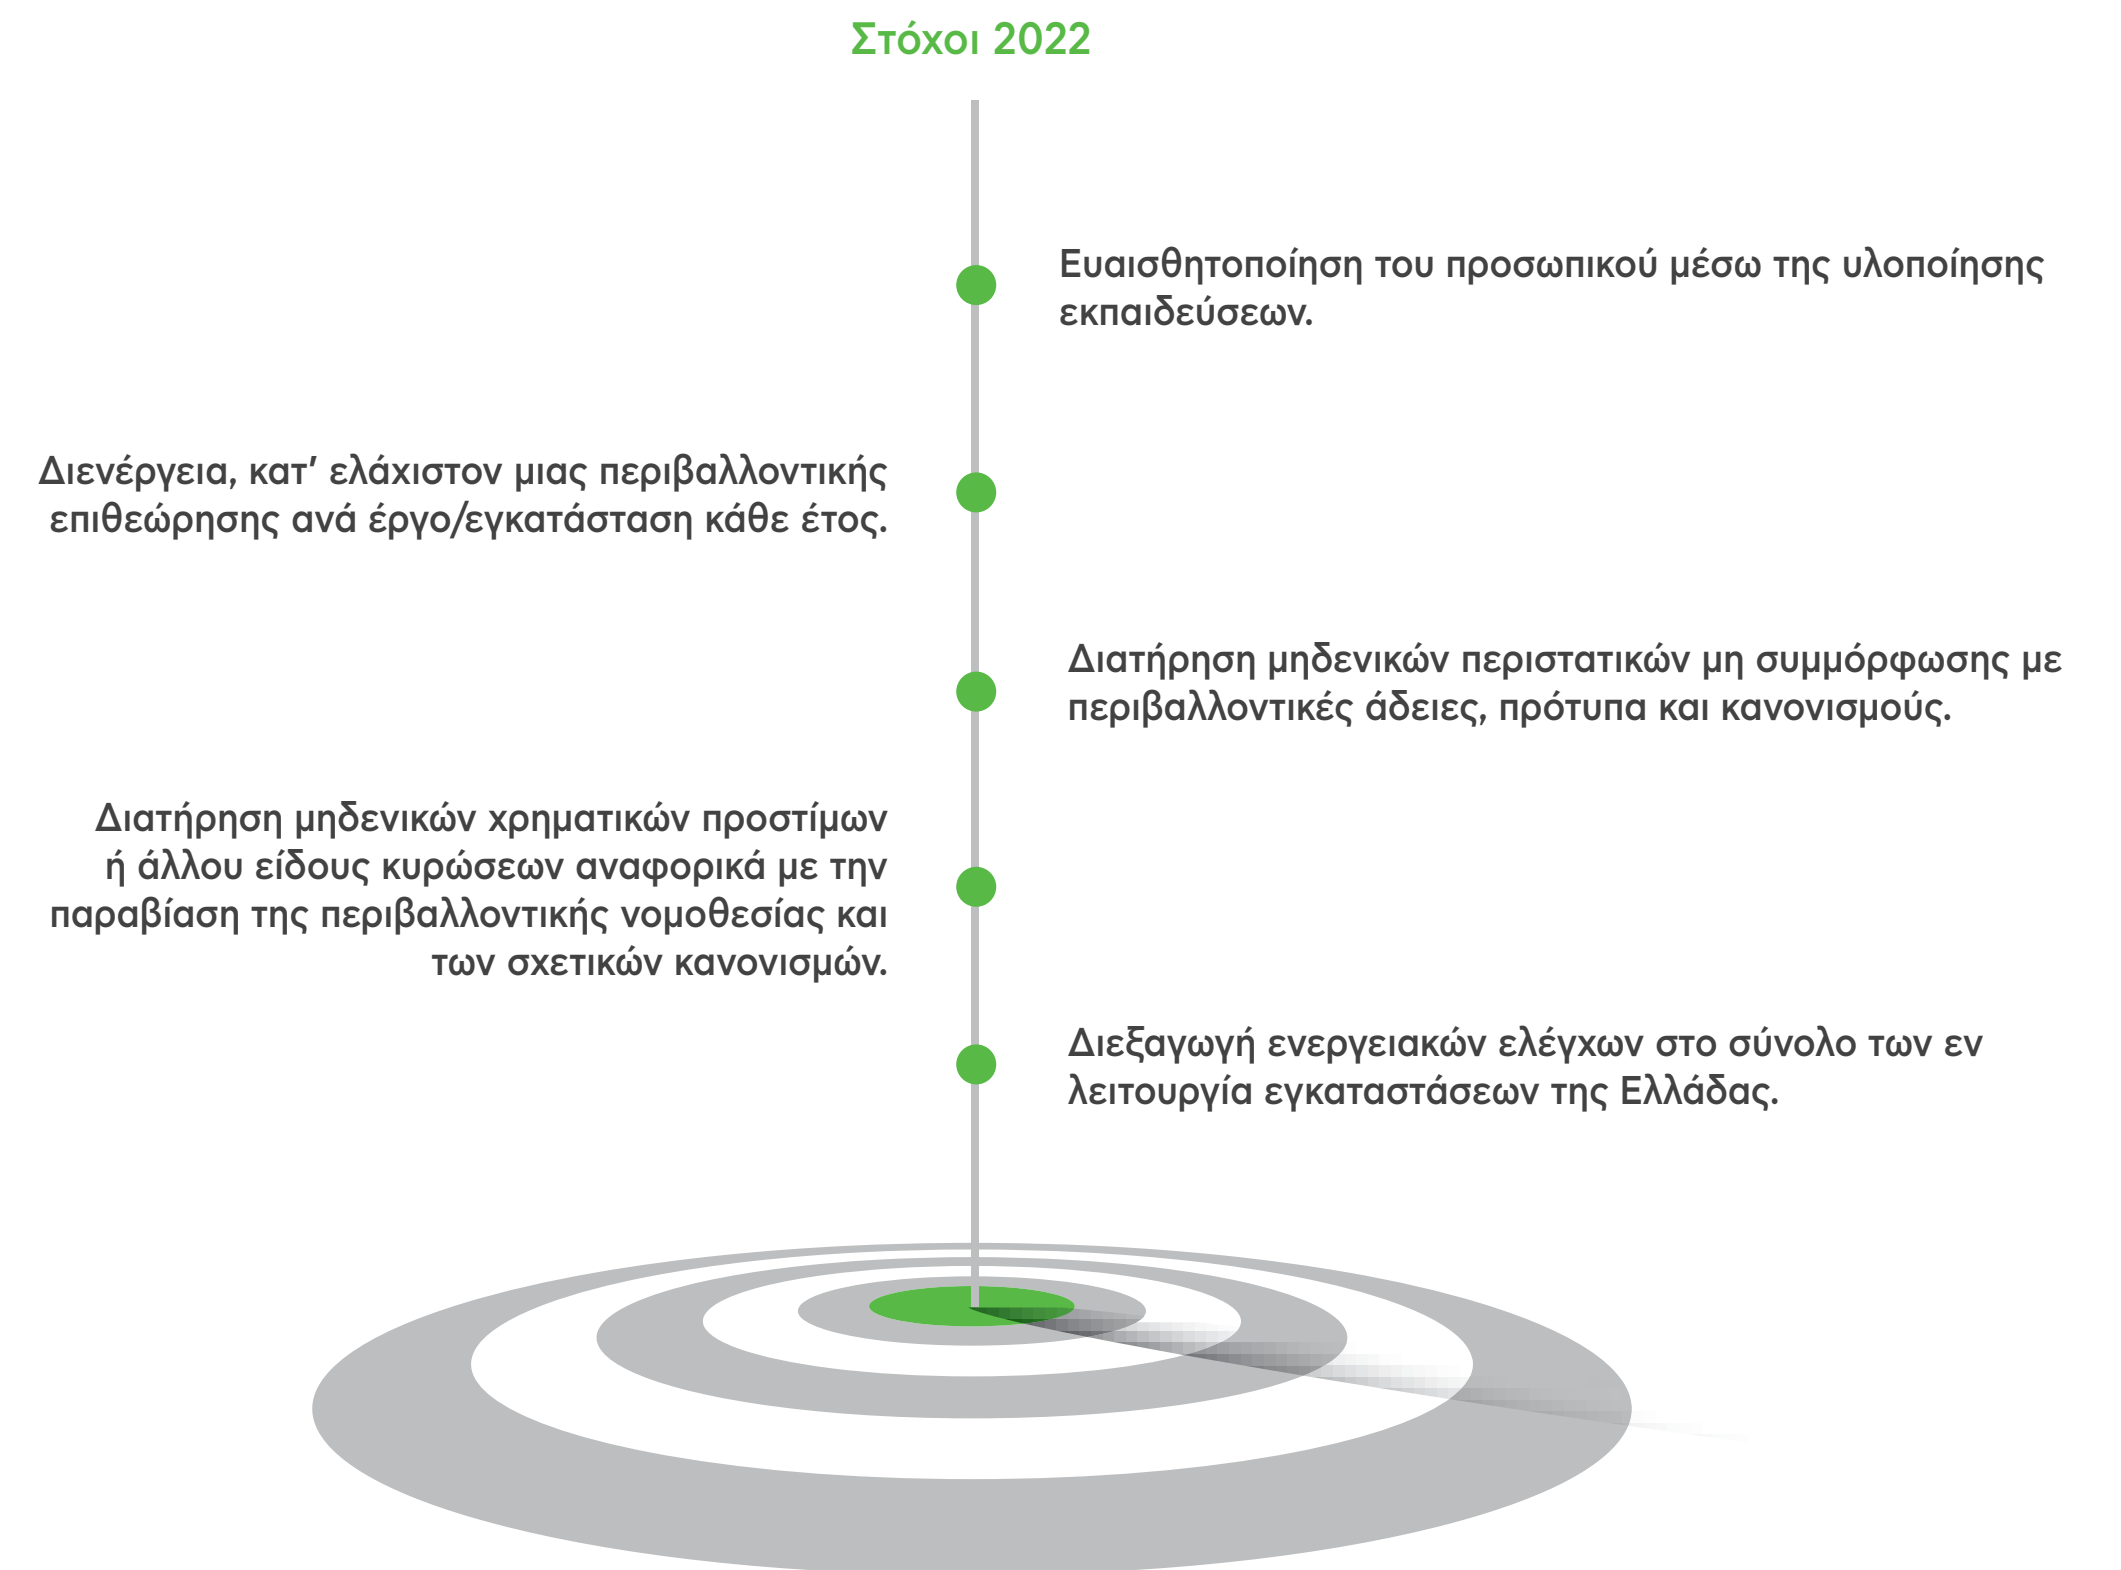 Στόχοι 2022
Ευαισθητοποίηση του προσωπικού μέσω της υλοποίησης
εκπαιδεύσεων.
Διενέργεια, κατ’ ελάχιστον μιας περιβαλλοντικής
επιθεώρησης ανά έργο/εγκατάσταση κάθε έτος.
Διατήρηση μηδενικών περιστατικών μη συμμόρφωσης με
περιβαλλοντικές άδειες, πρότυπα και κανονισμούς.
Διατήρηση μηδενικών χρηματικών προστίμων
ή άλλου είδους κυρώσεων αναφορικά με την
παραβίαση της περιβαλλοντικής νομοθεσίας και
των σχετικών κανονισμών.
Διεξαγωγή ενεργειακών ελέγχων στο σύνολο των εν
λειτουργία εγκαταστάσεων της Ελλάδας.